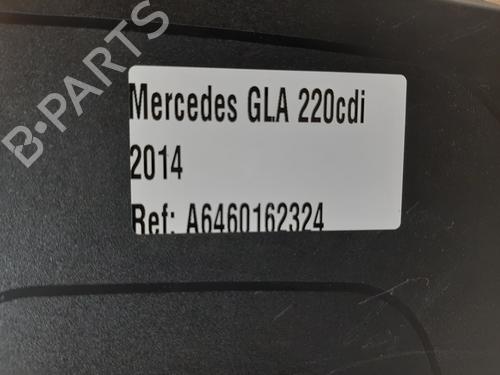 B-PARTS
Mercedes GLA 220cdi
2014
Ref: A6460162324